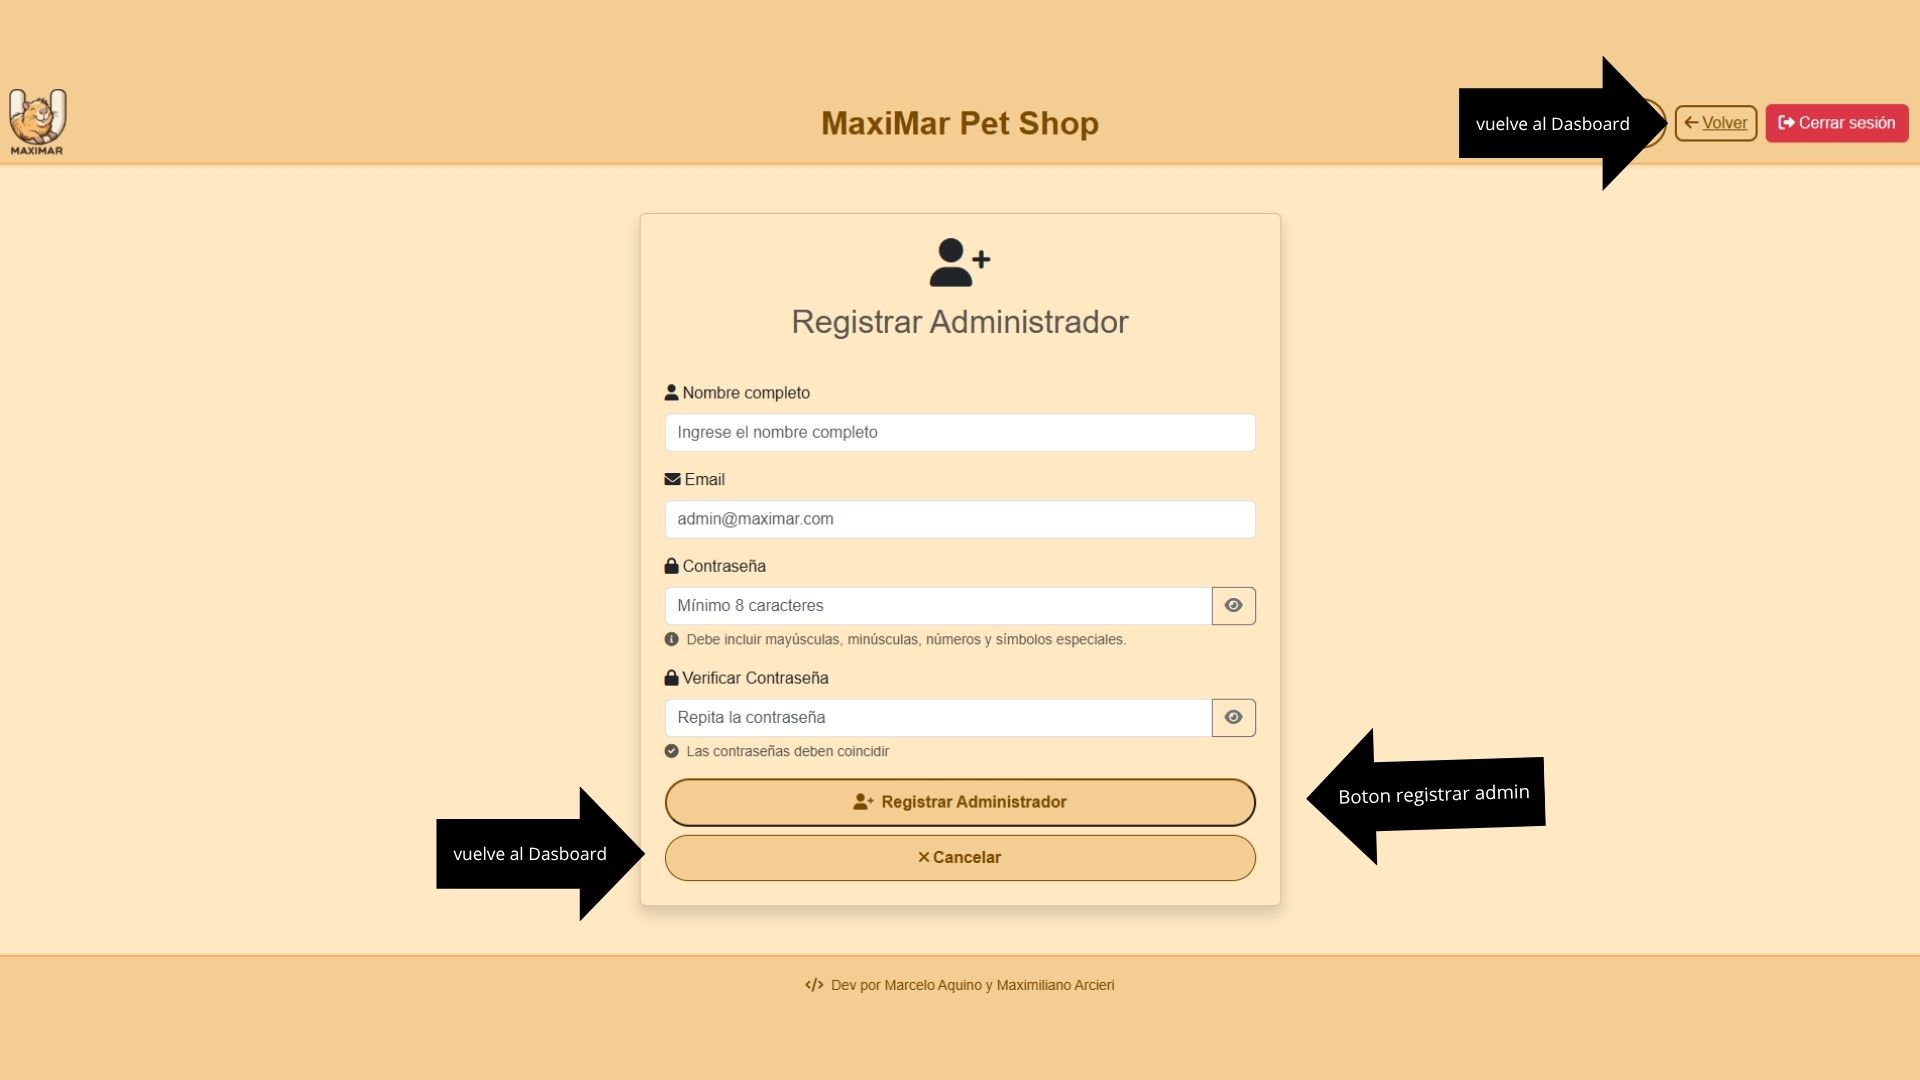 MAXIMAR
MaxiMar Pet Shop
vuelve al Dasboard
Volver
Cerrar sesión
Registrar Administrador
Nombre completo
Ingrese el nombre completo
Email
admin@maximar.com
Contraseña
Mínimo 8 caracteres
Debe incluir mayúsculas, minúsculas, números y símbolos especiales.
Verificar Contraseña
Repita la contraseña
Las contraseñas deben coincidir
Registrar Administrador
Boton registrar admin
vuelve al Dasboard
Cancelar
</> Dev por Marcelo Aquino y Maximiliano Arcieri